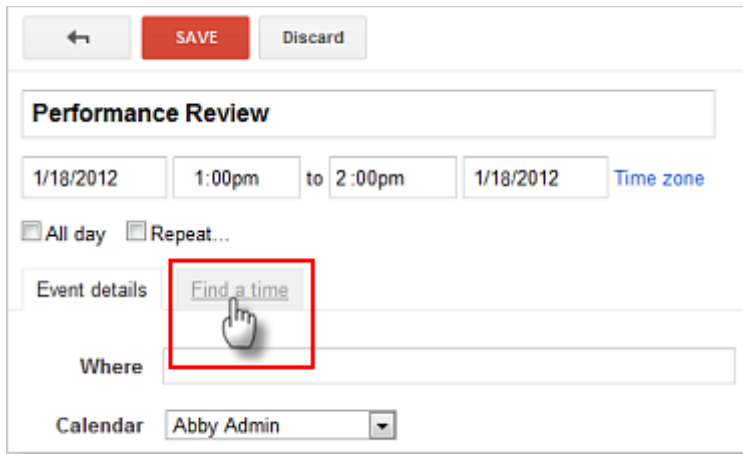 SAVE Discard
Performance Review
1/18/2012 1:00pm to 2:00pm 1/18/2012 Time zone
All day Repeat...
Event details Find a time
Where
Calendar Abby Admin